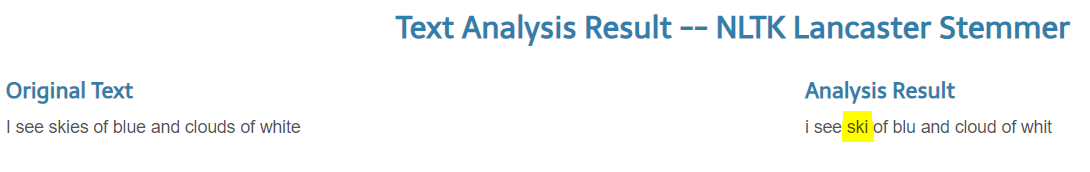 Text Analysis Result -- NLTK Lancaster Stemmer
Original Text
I see skies of blue and clouds of white
Analysis Result
i see ski of blu and cloud of whit